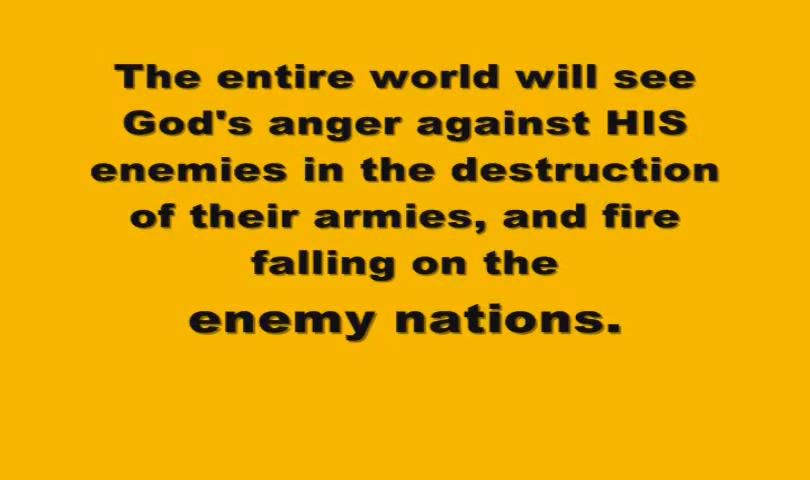 The entire world will see
God's anger against HIS
enemies in the destruction
of their armies, and fire
falling on the
enemy nations.